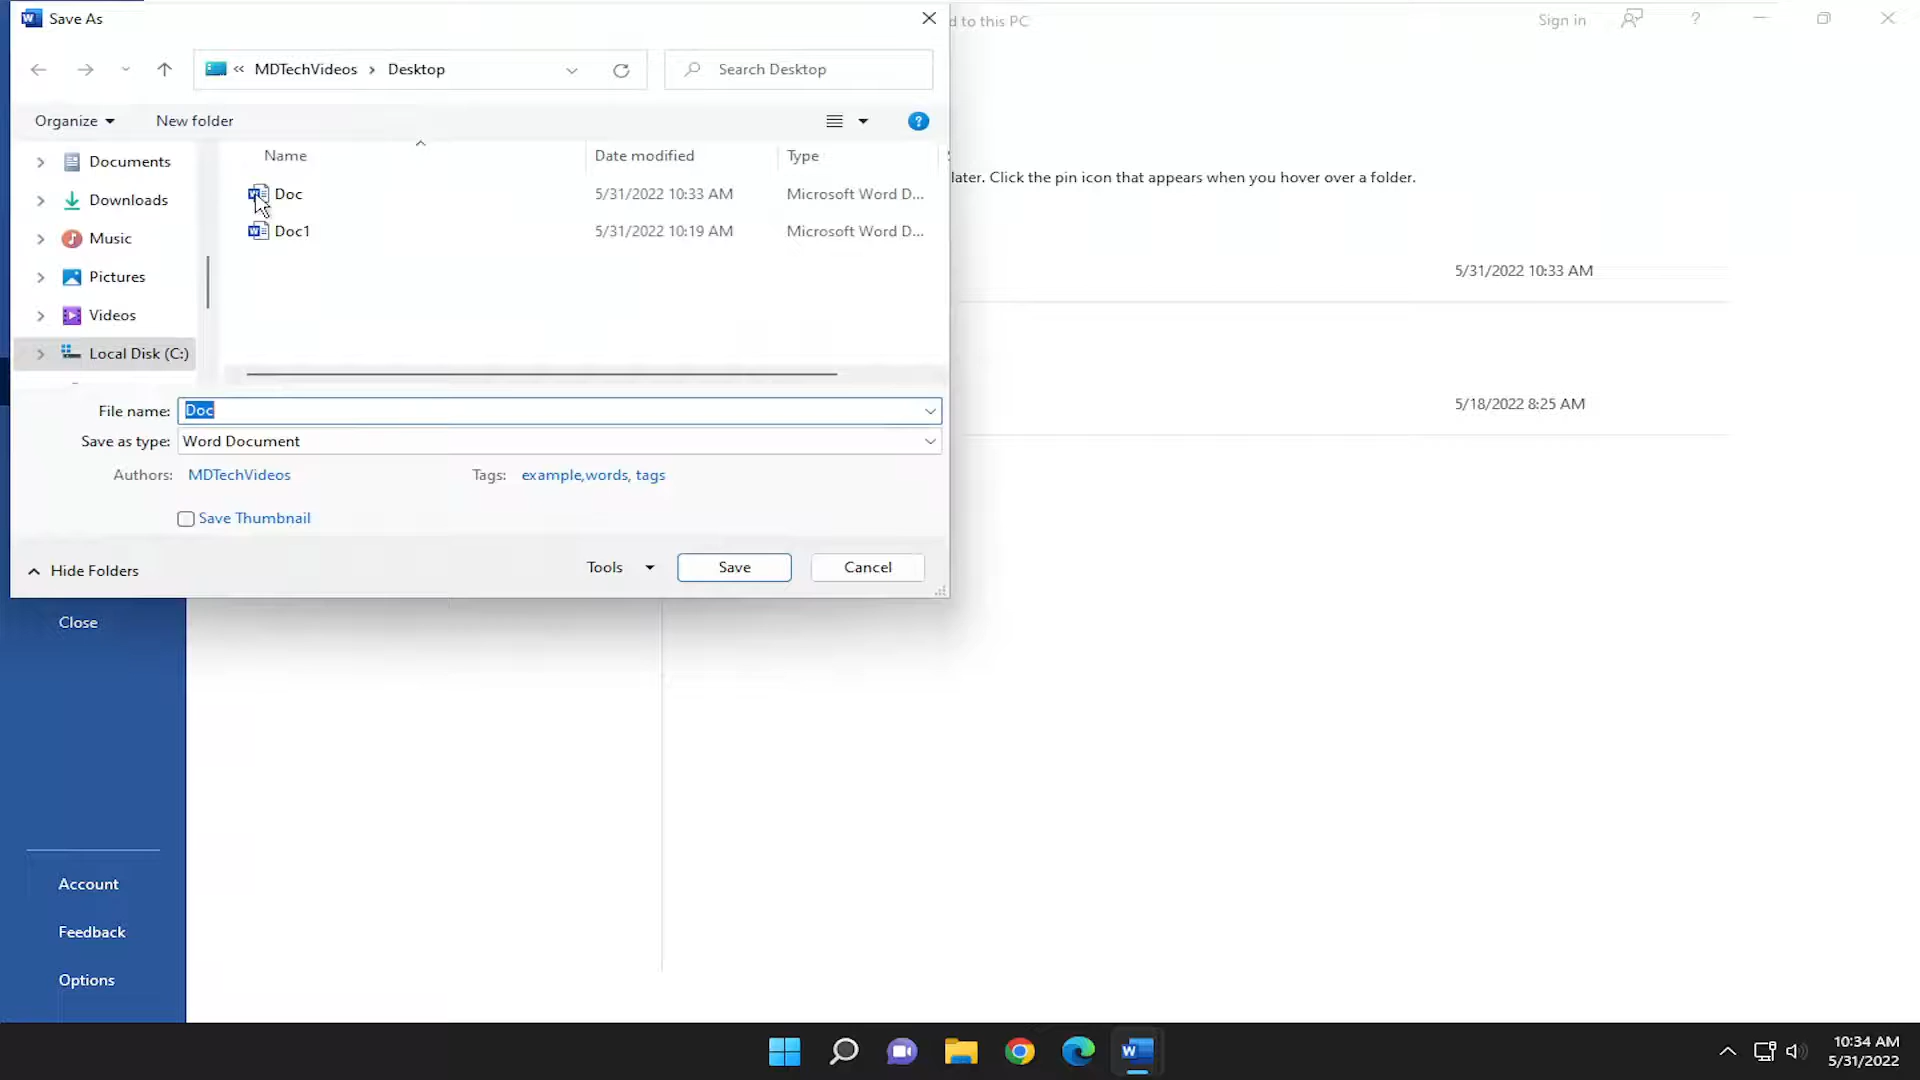 Save As
d to this PC
Sign in
?
« MDTechVideos > Desktop
Search Desktop
Organize
New folder
?
Name
Date modified
Type
later. Click the pin icon that appears when you hover over a folder.
Documents
Downloads
Music
Pictures
Videos
Local Disk (C:)
Doc
5/31/2022 10:33 AM
Microsoft Word D...
Doc1
5/31/2022 10:19 AM
Microsoft Word D...
5/31/2022 10:33 AM
5/18/2022 8:25 AM
File name: Doc
Save as type: Word Document
Authors: MDTechVideos
Tags: example,words, tags
Save Thumbnail
Hide Folders
Tools
Save
Cancel
Close
Account
Feedback
Options
10:34 AM
5/31/2022